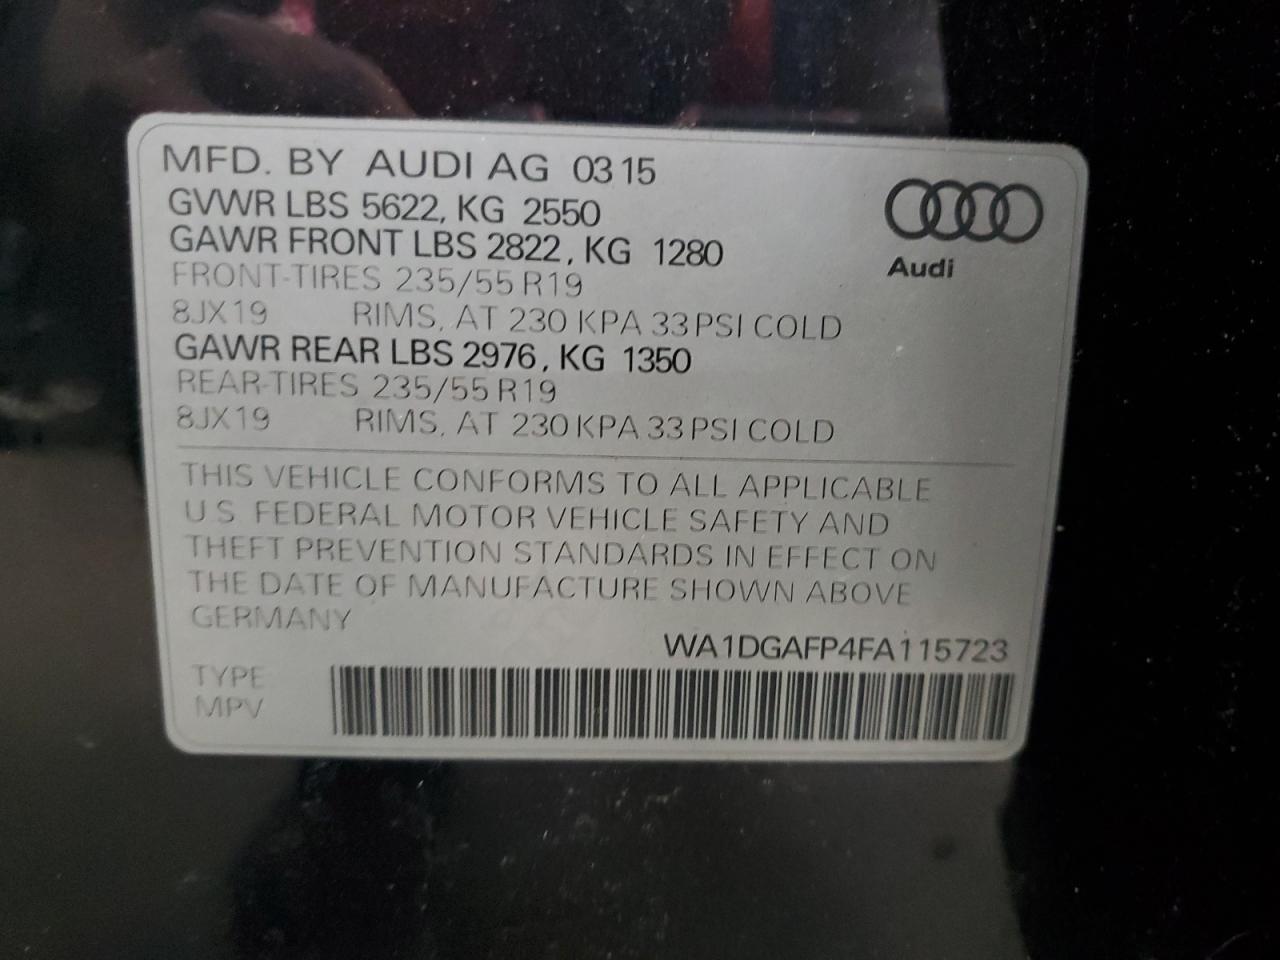 MFD. BY AUDI AG 0315
GVWR LBS 5622, KG 2550
GAWR FRONT LBS 2822, KG 1280
FRONT-TIRES 235/55 R19
8JX19 RIMS, AT 230 KPA 33 PSI COLD
GAWR REAR LBS 2976, KG 1350
REAR-TIRES 235/55 R19
8JX19 RIMS, AT 230 KPA 33 PSI COLD
Audi
THIS VEHICLE CONFORMS TO ALL APPLICABLE
U.S. FEDERAL MOTOR VEHICLE SAFETY AND
THEFT PREVENTION STANDARDS IN EFFECT ON
THE DATE OF MANUFACTURE SHOWN ABOVE
GERMANY
WA1DGAFP4FA115723
TYPE
MPV